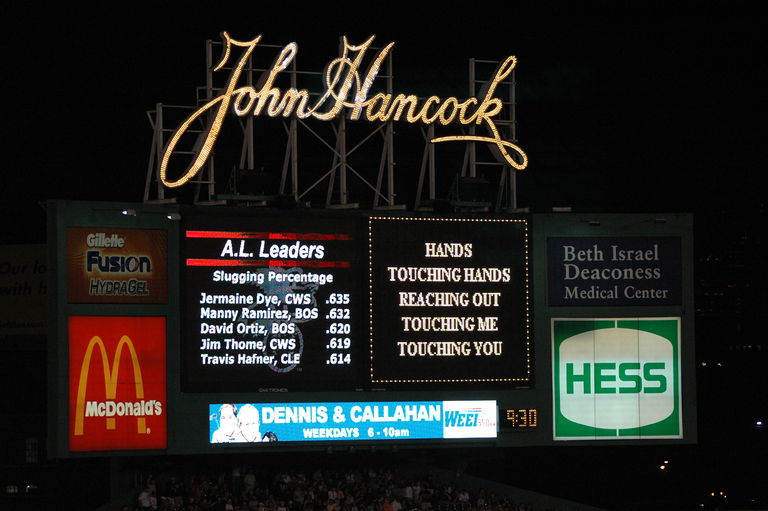 John Hancock
Gillette
FUSION
HYDRAGEL
A.L. Leaders
Slugging Percentage
Jermaine Dye, CWS .635
Manny Ramirez, BOS .632
David Ortiz, BOS .620
Jim Thome, CWS .619
Travis Hafner, CLE .614
HANDS
TOUCHING HANDS
REACHING OUT
TOUCHING ME
TOUCHING YOU
Beth Israel
Deaconess
Medical Center
McDonald's
HESS
DENNIS & CALLAHAN
WEEKDAYS 6 - 10am
WEEI
9:30